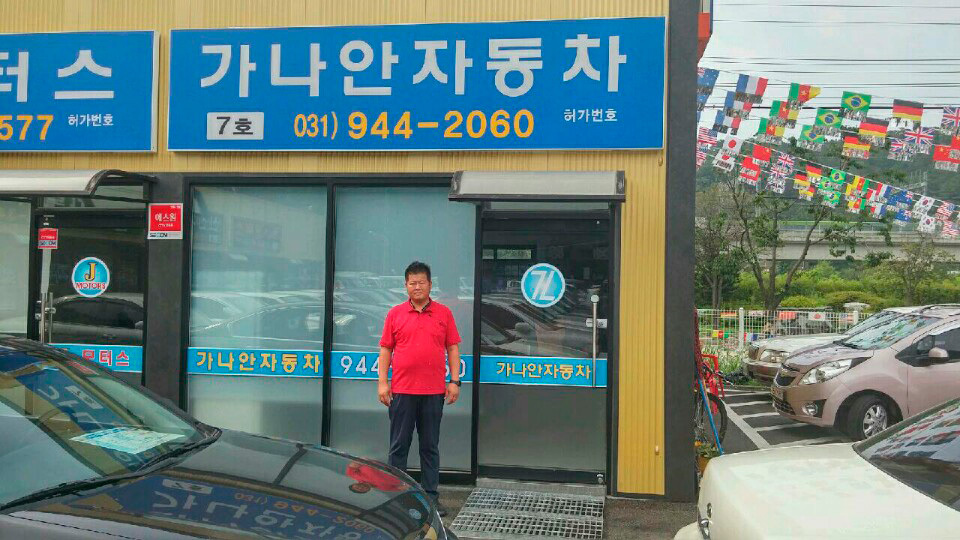 터스
577 허가번호
가나안자동차
7호 031) 944-2060 허가번호
에스원
J
MOTORS
모터스
가나안자동차
944 60
가나안자동차